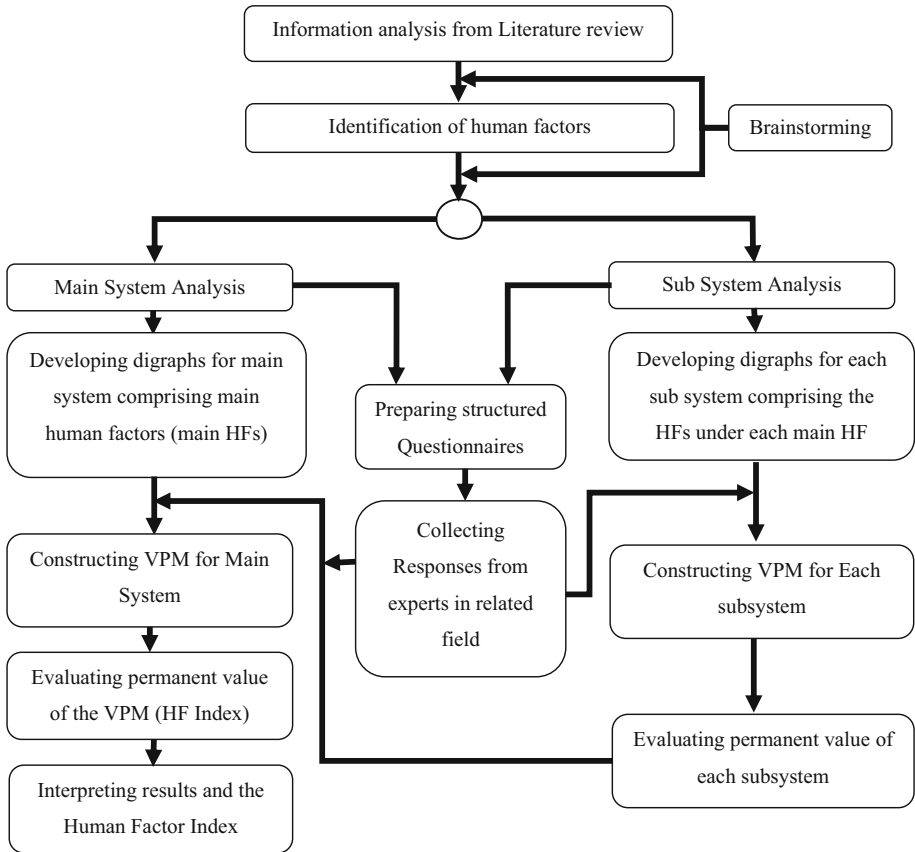 Information analysis from Literature review
Identification of human factors
Brainstorming
Main System Analysis
Sub System Analysis
Developing digraphs for main
system comprising main
human factors (main HFs)
Preparing structured
Questionnaires
Developing digraphs for each
sub system comprising the
HFs under each main HF
Collecting
Responses from
experts in related
field
Constructing VPM for Main
System
Constructing VPM for Each
subsystem
Evaluating permanent value
of the VPM (HF Index)
Evaluating permanent value of
each subsystem
Interpreting results and the
Human Factor Index